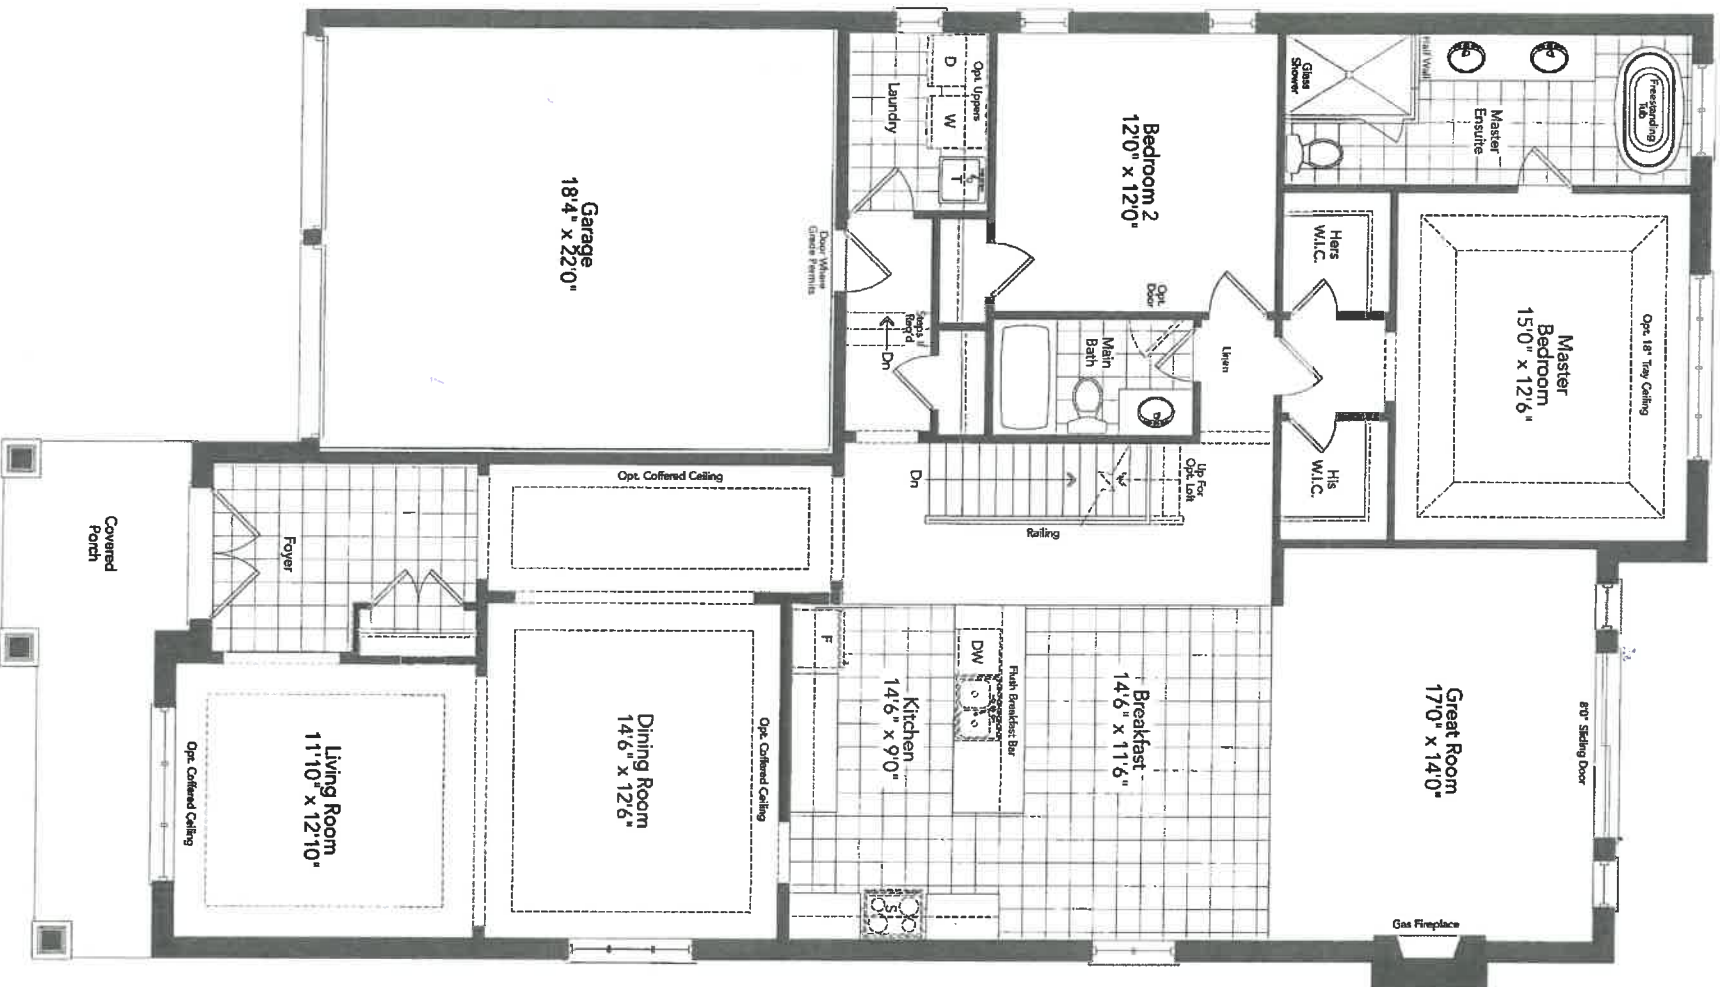 Freestanding
Tub
Master
Ensuite
Half Wall
Glass
Shower
Opt. 18" Tray Ceiling
Master
Bedroom
15'0" x 12'6"
Hers
W.I.C.
His
W.I.C.
Bedroom 2
12'0" x 12'0"
Opt.
Door
Linen
Main
Bath
Opt. Uppers
D
W
T
Laundry
Door Where
Grade Permits
Steps If
Req'd
Dn
Garage
18'4" x 22'0"
Up For
Opt. Loft
Dn
Railing
8'0" Sliding Door
Great Room
17'0" x 14'0"
Gas Fireplace
Breakfast
14'6" x 11'6"
Flush Breakfast Bar
DW
Kitchen
14'6" x 9'0"
F
S
Opt. Coffered Ceiling
Opt. Coffered Ceiling
Dining Room
14'6" x 12'6"
Living Room
11'10" x 12'10"
Opt. Coffered Ceiling
Foyer
Covered
Porch